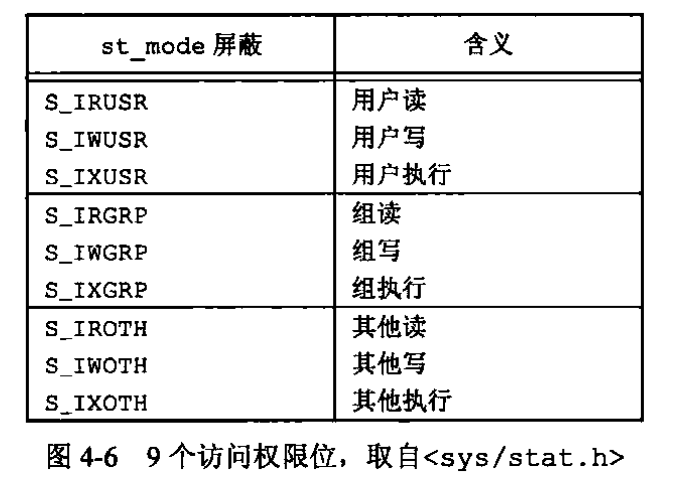 st_mode 屏蔽 含义
S_IRUSR 用户读
S_IWUSR 用户写
S_IXUSR 用户执行
S_IRGRP 组读
S_IWGRP 组写
S_IXGRP 组执行
S_IROTH 其他读
S_IWOTH 其他写
S_IXOTH 其他执行
图 4-6 9 个访问权限位，取自<sys/stat.h>